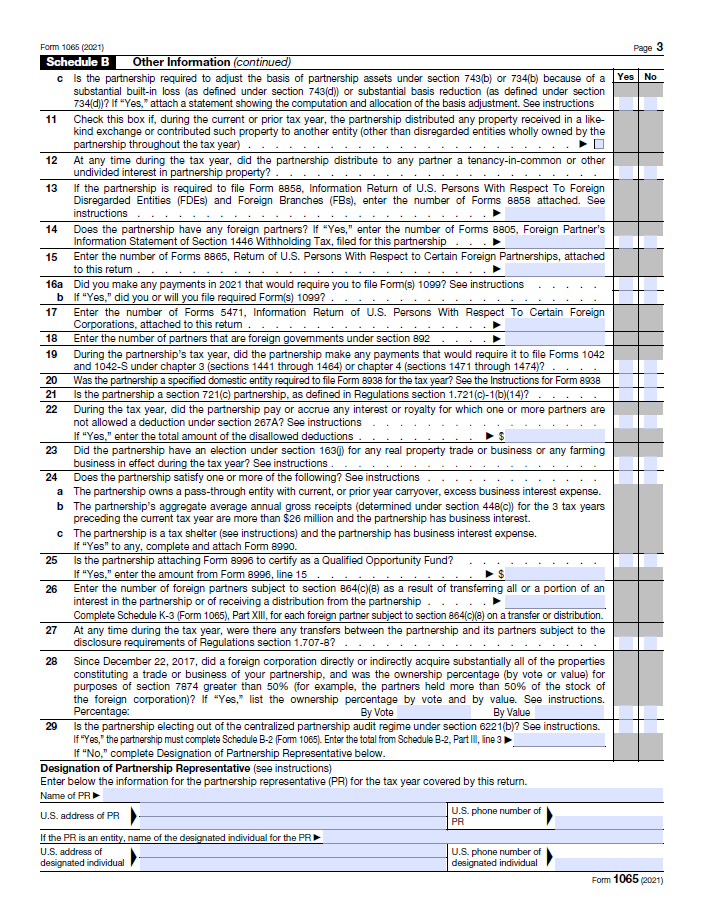 Form 1065 (2021) Page 3
Schedule B Other Information (continued)
c Is the partnership required to adjust the basis of partnership assets under section 743(b) or 734(b) because of a Yes No
substantial built-in loss (as defined under section 743(d)) or substantial basis reduction (as defined under section
734(d))? If “Yes,” attach a statement showing the computation and allocation of the basis adjustment. See instructions
11 Check this box if, during the current or prior tax year, the partnership distributed any property received in a like-
kind exchange or contributed such property to another entity (other than disregarded entities wholly owned by the
partnership throughout the tax year) . . . . . . . . . . . . . . . . . . . . . . . ▶ ☐
12 At any time during the tax year, did the partnership distribute to any partner a tenancy-in-common or other
undivided interest in partnership property? . . . . . . . . . . . . . . . . . . . . . .
13 If the partnership is required to file Form 8858, Information Return of U.S. Persons With Respect To Foreign
Disregarded Entities (FDEs) and Foreign Branches (FBs), enter the number of Forms 8858 attached. See
instructions . . . . . . . . . . . . . . . . . . . . . . . . ▶
14 Does the partnership have any foreign partners? If “Yes,” enter the number of Forms 8805, Foreign Partner’s
Information Statement of Section 1446 Withholding Tax, filed for this partnership . . . ▶
15 Enter the number of Forms 8865, Return of U.S. Persons With Respect to Certain Foreign Partnerships, attached
to this return . . . . . . . . . . . . . . . . . . . . . . . . ▶
16a Did you make any payments in 2021 that would require you to file Form(s) 1099? See instructions . . . . .
b If “Yes,” did you or will you file required Form(s) 1099? . . . . . . . . . . . . . . . . . .
17 Enter the number of Forms 5471, Information Return of U.S. Persons With Respect To Certain Foreign
Corporations, attached to this return . . . . . . . . . . . . . . . . . ▶
18 Enter the number of partners that are foreign governments under section 892 . . . . ▶
19 During the partnership’s tax year, did the partnership make any payments that would require it to file Forms 1042
and 1042-S under chapter 3 (sections 1441 through 1464) or chapter 4 (sections 1471 through 1474)? . . . .
20 Was the partnership a specified domestic entity required to file Form 8938 for the tax year? See the Instructions for Form 8938
21 Is the partnership a section 721(c) partnership, as defined in Regulations section 1.721(c)-1(b)(14)? . . . . .
22 During the tax year, did the partnership pay or accrue any interest or royalty for which one or more partners are
not allowed a deduction under section 267A? See instructions . . . . . . . . . . . . . . .
If “Yes,” enter the total amount of the disallowed deductions . . . . . . . . . ▶ $
23 Did the partnership have an election under section 163(j) for any real property trade or business or any farming
business in effect during the tax year? See instructions . . . . . . . . . . . . . . . . . .
24 Does the partnership satisfy one or more of the following? See instructions . . . . . . . . . . . .
a The partnership owns a pass-through entity with current, or prior year carryover, excess business interest expense.
b The partnership’s aggregate average annual gross receipts (determined under section 448(c)) for the 3 tax years
preceding the current tax year are more than $26 million and the partnership has business interest.
c The partnership is a tax shelter (see instructions) and the partnership has business interest expense.
If “Yes” to any, complete and attach Form 8990.
25 Is the partnership attaching Form 8996 to certify as a Qualified Opportunity Fund? . . . . . . . . .
If “Yes,” enter the amount from Form 8996, line 15 . . . . . . . . . . . . ▶ $
26 Enter the number of foreign partners subject to section 864(c)(8) as a result of transferring all or a portion of an
interest in the partnership or of receiving a distribution from the partnership . . . . . ▶
Complete Schedule K-3 (Form 1065), Part XIII, for each foreign partner subject to section 864(c)(8) on a transfer or distribution.
27 At any time during the tax year, were there any transfers between the partnership and its partners subject to the
disclosure requirements of Regulations section 1.707-8? . . . . . . . . . . . . . . . . .
28 Since December 22, 2017, did a foreign corporation directly or indirectly acquire substantially all of the properties
constituting a trade or business of your partnership, and was the ownership percentage (by vote or value) for
purposes of section 7874 greater than 50% (for example, the partners held more than 50% of the stock of
the foreign corporation)? If “Yes,” list the ownership percentage by vote and by value. See instructions.
Percentage: By Vote By Value
29 Is the partnership electing out of the centralized partnership audit regime under section 6221(b)? See instructions.
If “Yes,” the partnership must complete Schedule B-2 (Form 1065). Enter the total from Schedule B-2, Part III, line 3 ▶
If “No,” complete Designation of Partnership Representative below.
Designation of Partnership Representative (see instructions)
Enter below the information for the partnership representative (PR) for the tax year covered by this return.
Name of PR ▶
U.S. address of PR U.S. phone number of
PR
If the PR is an entity, name of the designated individual for the PR ▶
U.S. address of U.S. phone number of
designated individual designated individual
Form 1065 (2021)